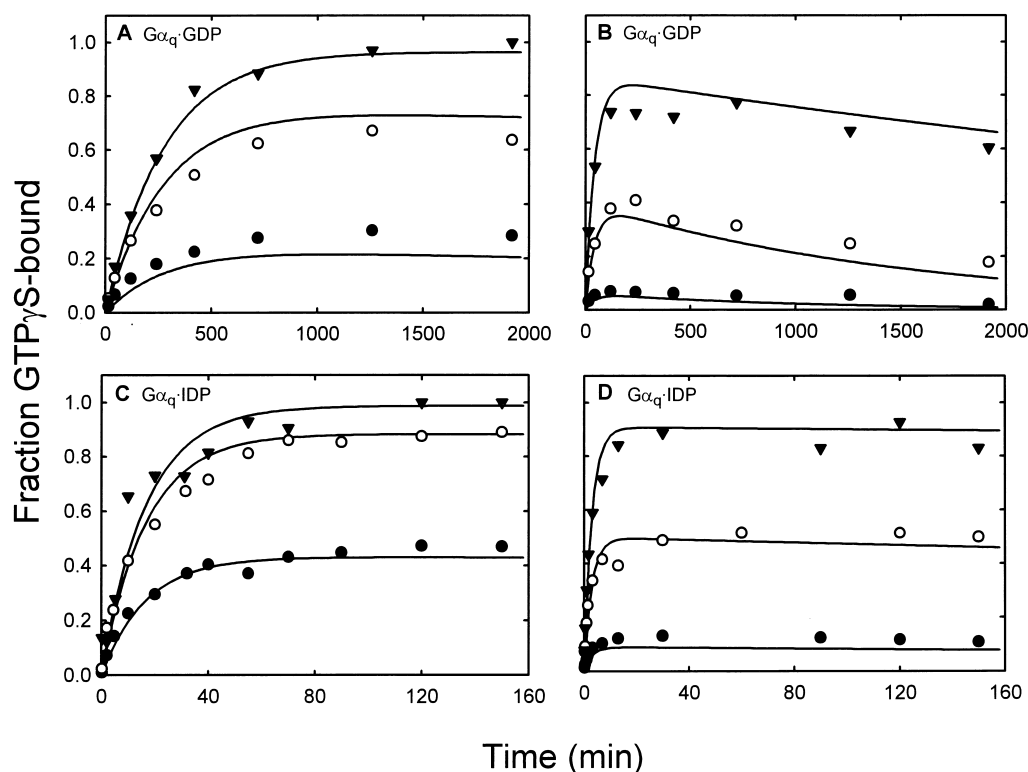 A Gαq·GDP
B Gαq·GDP
1.0
0.8
0.6
0.4
0.2
0.0
0 500 1000 1500 2000
0 500 1000 1500 2000
C Gαq·IDP
D Gαq·IDP
1.0
0.8
0.6
0.4
0.2
0.0
0 40 80 120 160
0 40 80 120 160
Fraction GTPγS-bound
Time (min)